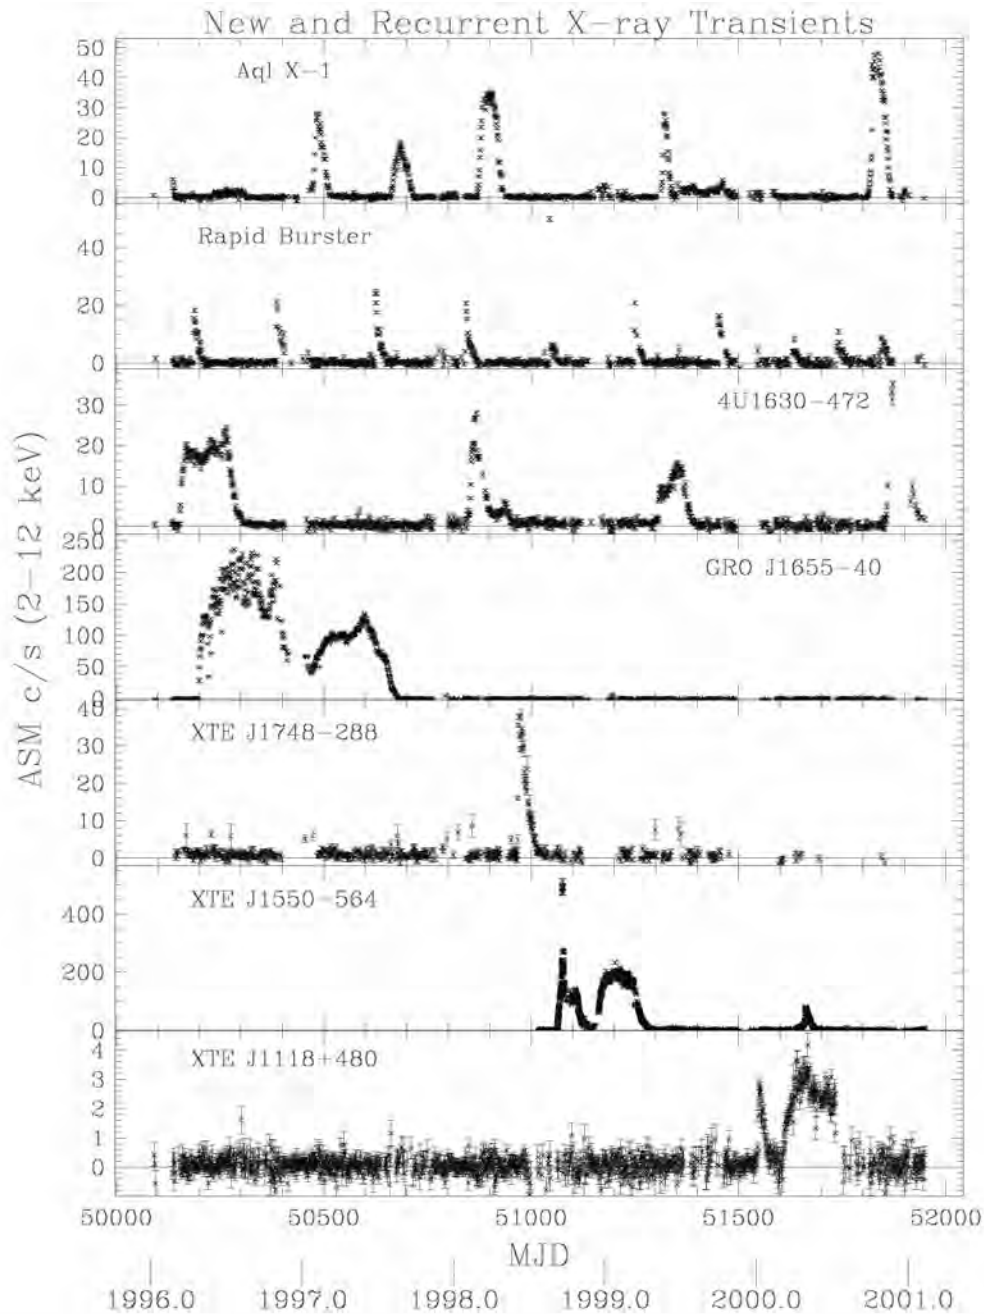 New and Recurrent X-ray Transients
50
40
30
20
10
0
Aql X-1
40
20
0
Rapid Burster
30
20
10
0
4U1630-472
250
200
150
100
50
0
GRO J1655-40
40
30
20
10
0
XTE J1748-288
400
200
0
XTE J1550-564
4
3
2
1
0
XTE J1118+480
ASM c/s (2-12 keV)
50000 50500 51000 51500 52000
MJD
1996.0 1997.0 1998.0 1999.0 2000.0 2001.0